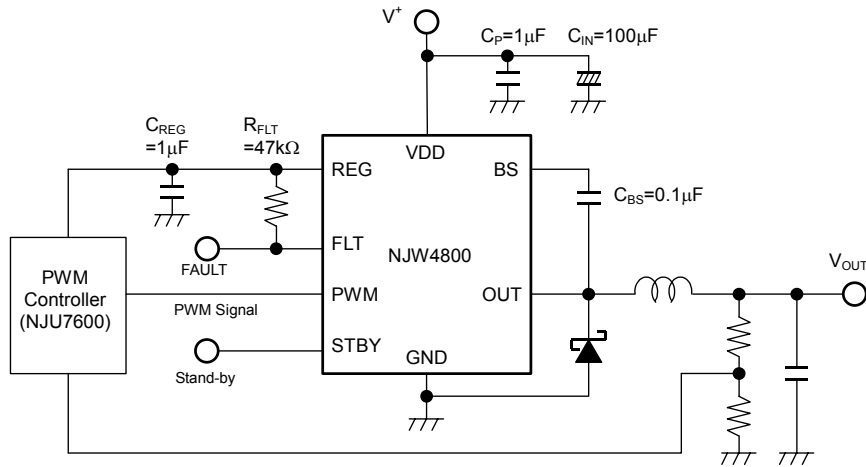 V+
CP=1μF
CIN=100μF
CREG
=1μF
RFLT
=47kΩ
VDD
REG
BS
CBS=0.1μF
FLT
FAULT
NJW4800
PWM
Controller
(NJU7600)
PWM Signal
PWM
OUT
VOUT
STBY
Stand-by
GND